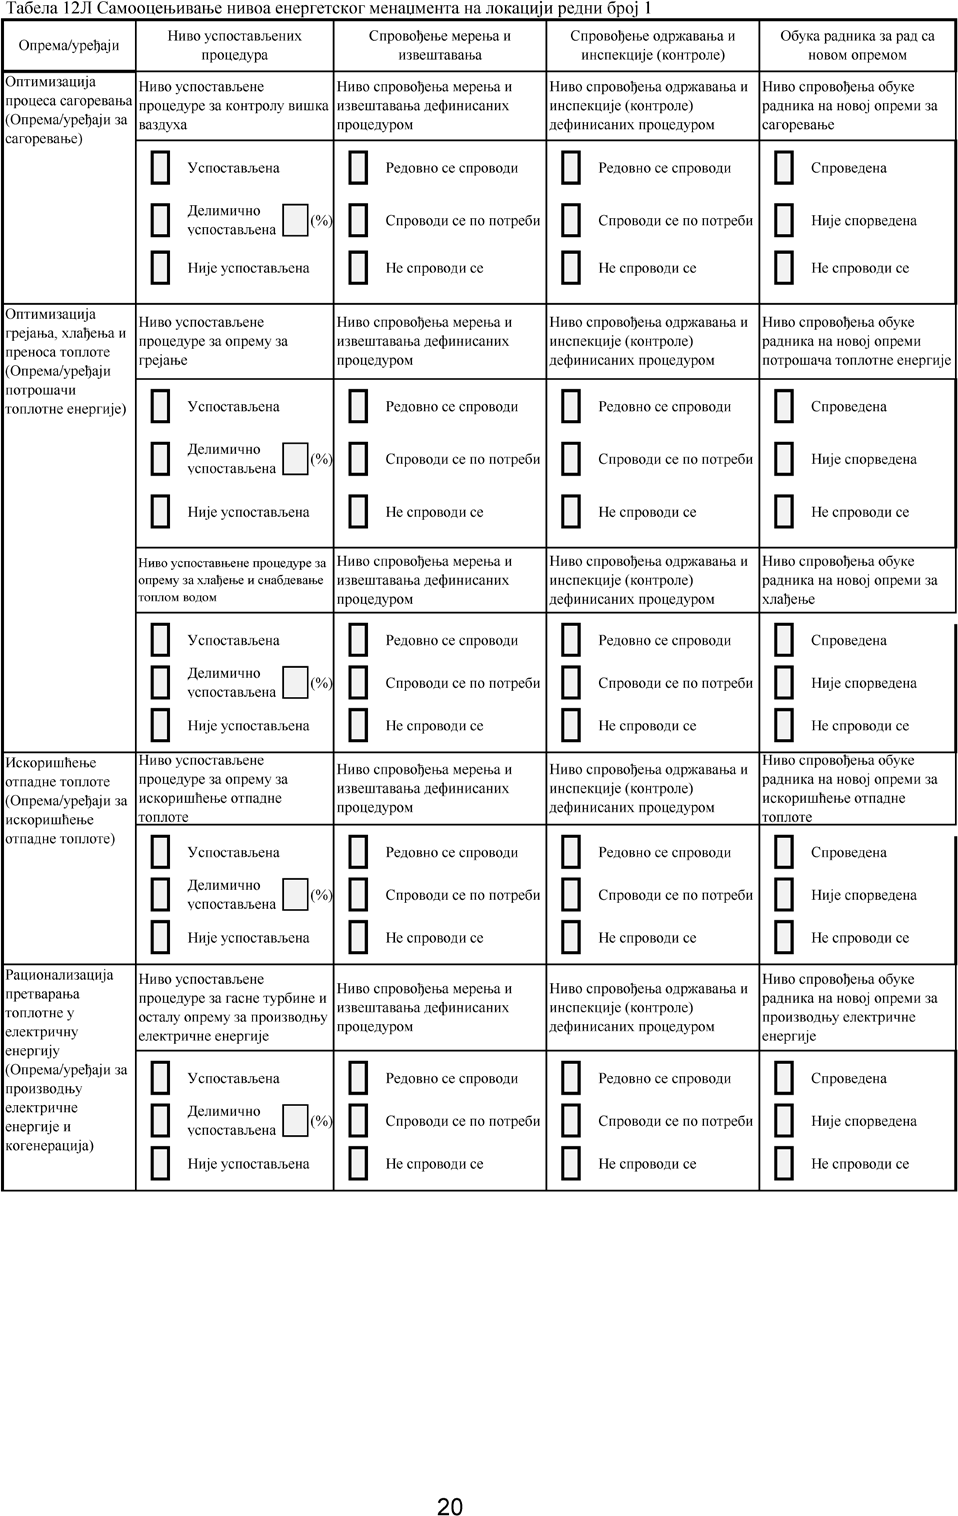 Табела 12Л Самооцењивање нивоа енергетског менаџмента на локацији редни број 1
Опрема/уређаји
Ниво успостављених
процедура
Спровођење мерења и
извештавања
Спровођење одржавања и
инспекције (контроле)
Обука радника за рад са
новом опремом
Оптимизација
процеса сагоревања
(Опрема/уређаји за
сагоревање)
Ниво успостављене
процедуре за контролу вишка
ваздуха
Ниво спровођења мерења и
извештавања дефинисаних
процедуром
Ниво спровођења одржавања и
инспекције (контроле)
дефинисаних процедуром
Ниво спровођења обуке
радника на новој опреми за
сагоревање
Успостављена
Редовно се спроводи
Редовно се спроводи
Спроведена
Делимично
успостављена
(%)
Спроводи се по потреби
Спроводи се по потреби
Није спорведена
Није успостављена
Не спроводи се
Не спроводи се
Не спроводи се
Оптимизација
грејања, хлађења и
преноса топлоте
(Опрема/уређаји
потрошачи
топлотне енергије)
Ниво успостављене
процедуре за опрему за
грејање
Ниво спровођења мерења и
извештавања дефинисаних
процедуром
Ниво спровођења одржавања и
инспекције (контроле)
дефинисаних процедуром
Ниво спровођења обуке
радника на новој опреми
потрошача топлотне енергије
Успостављена
Редовно се спроводи
Редовно се спроводи
Спроведена
Делимично
успостављена
(%)
Спроводи се по потреби
Спроводи се по потреби
Није спорведена
Није успостављена
Не спроводи се
Не спроводи се
Не спроводи се
Ниво успоставњене процедуре за
опрему за хлађење и снабдевање
топлом водом
Ниво спровођења мерења и
извештавања дефинисаних
процедуром
Ниво спровођења одржавања и
инспекције (контроле)
дефинисаних процедуром
Ниво спровођења обуке
радника на новој опреми за
хлађење
Успостављена
Редовно се спроводи
Редовно се спроводи
Спроведена
Делимично
успостављена
(%)
Спроводи се по потреби
Спроводи се по потреби
Није спорведена
Није успостављена
Не спроводи се
Не спроводи се
Не спроводи се
Искоришћење
отпадне топлоте
(Опрема/уређаји за
искоришћење
отпадне топлоте)
Ниво успостављене
процедуре за опрему за
искоришћење отпадне
топлоте
Ниво спровођења мерења и
извештавања дефинисаних
процедуром
Ниво спровођења одржавања и
инспекције (контроле)
дефинисаних процедуром
Ниво спровођења обуке
радника на новој опреми за
искоришћење отпадне
топлоте
Успостављена
Редовно се спроводи
Редовно се спроводи
Спроведена
Делимично
успостављена
(%)
Спроводи се по потреби
Спроводи се по потреби
Није спорведена
Није успостављена
Не спроводи се
Не спроводи се
Не спроводи се
Рационализација
претварања
топлотне у
електричну
енергију
(Опрема/уређаји за
производњу
електричне
енергије и
когенерација)
Ниво успостављене
процедуре за гасне турбине и
осталу опрему за производњу
електричне енергије
Ниво спровођења мерења и
извештавања дефинисаних
процедуром
Ниво спровођења одржавања и
инспекције (контроле)
дефинисаних процедуром
Ниво спровођења обуке
радника на новој опреми за
производњу електричне
енергије
Успостављена
Редовно се спроводи
Редовно се спроводи
Спроведена
Делимично
успостављена
(%)
Спроводи се по потреби
Спроводи се по потреби
Није спорведена
Није успостављена
Не спроводи се
Не спроводи се
Не спроводи се
20